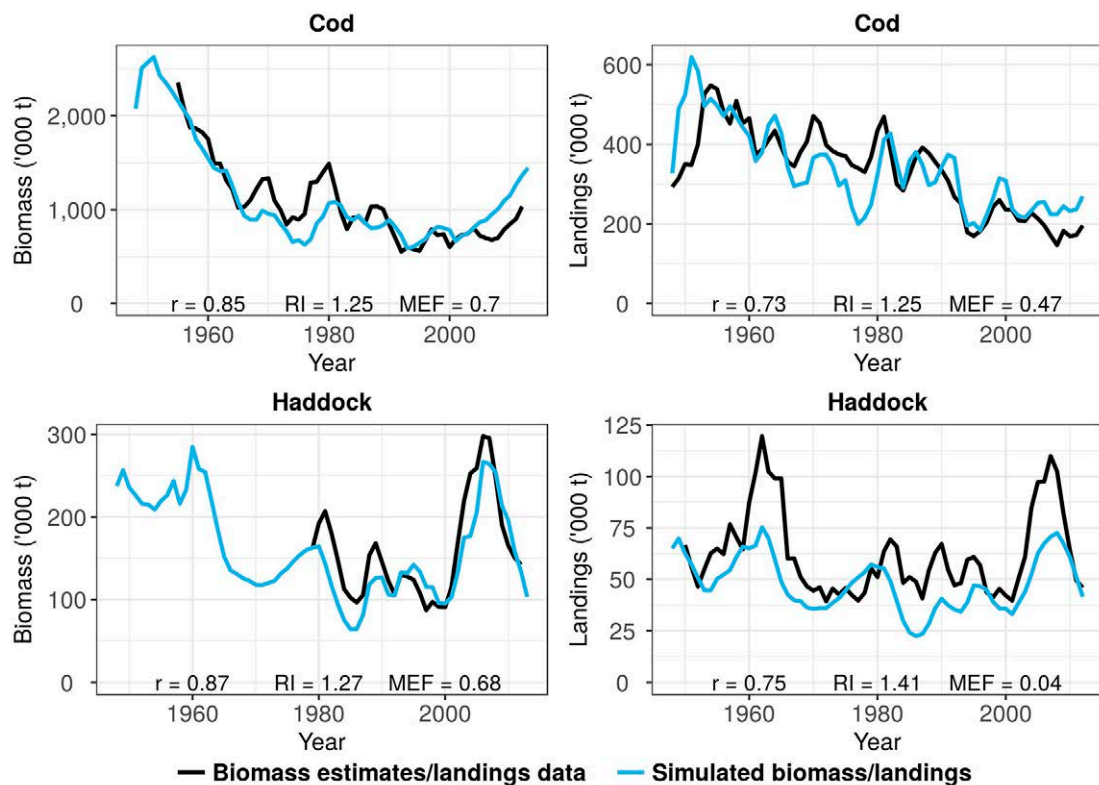 Cod
Biomass ('000 t)
2,000
1,000
0
r = 0.85 RI = 1.25 MEF = 0.7
1960 1980 2000
Year
Cod
Landings ('000 t)
600
400
200
0
r = 0.73 RI = 1.25 MEF = 0.47
1960 1980 2000
Year
Haddock
Biomass ('000 t)
300
200
100
0
r = 0.87 RI = 1.27 MEF = 0.68
1960 1980 2000
Year
Haddock
Landings ('000 t)
125
100
75
50
25
0
r = 0.75 RI = 1.41 MEF = 0.04
1960 1980 2000
Year
Biomass estimates/landings data Simulated biomass/landings